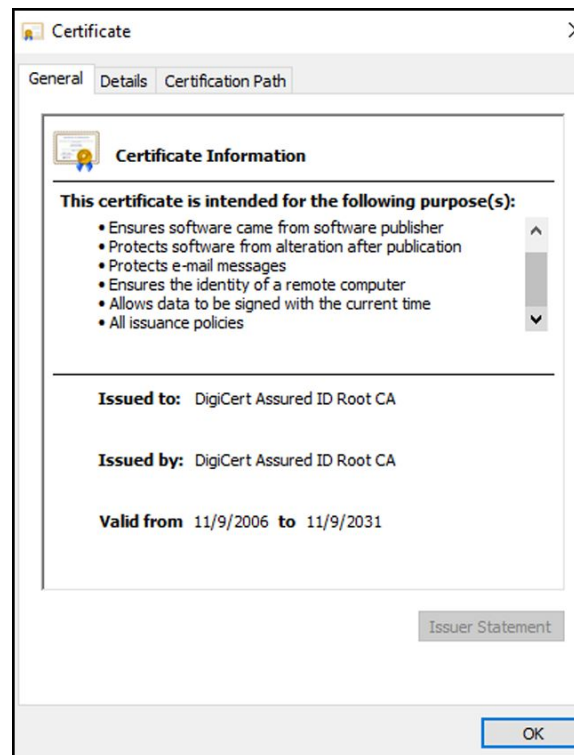 Certificate
General Details Certification Path
Certificate Information
This certificate is intended for the following purpose(s):
• Ensures software came from software publisher
• Protects software from alteration after publication
• Protects e-mail messages
• Ensures the identity of a remote computer
• Allows data to be signed with the current time
• All issuance policies
Issued to: DigiCert Assured ID Root CA
Issued by: DigiCert Assured ID Root CA
Valid from 11/9/2006 to 11/9/2031
Issuer Statement
OK